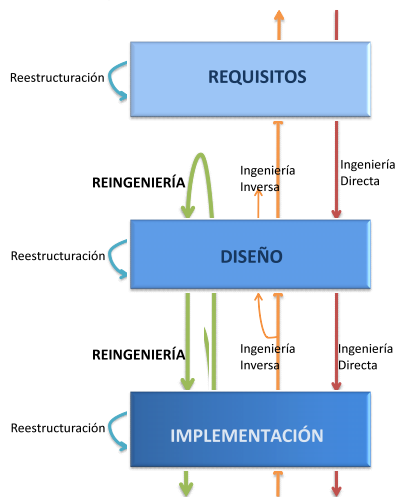 Reestructuración
REQUISITOS
REINGENIERÍA
Ingeniería
Inversa
Ingeniería
Directa
Reestructuración
DISEÑO
REINGENIERÍA
Ingeniería
Inversa
Ingeniería
Directa
Reestructuración
IMPLEMENTACIÓN